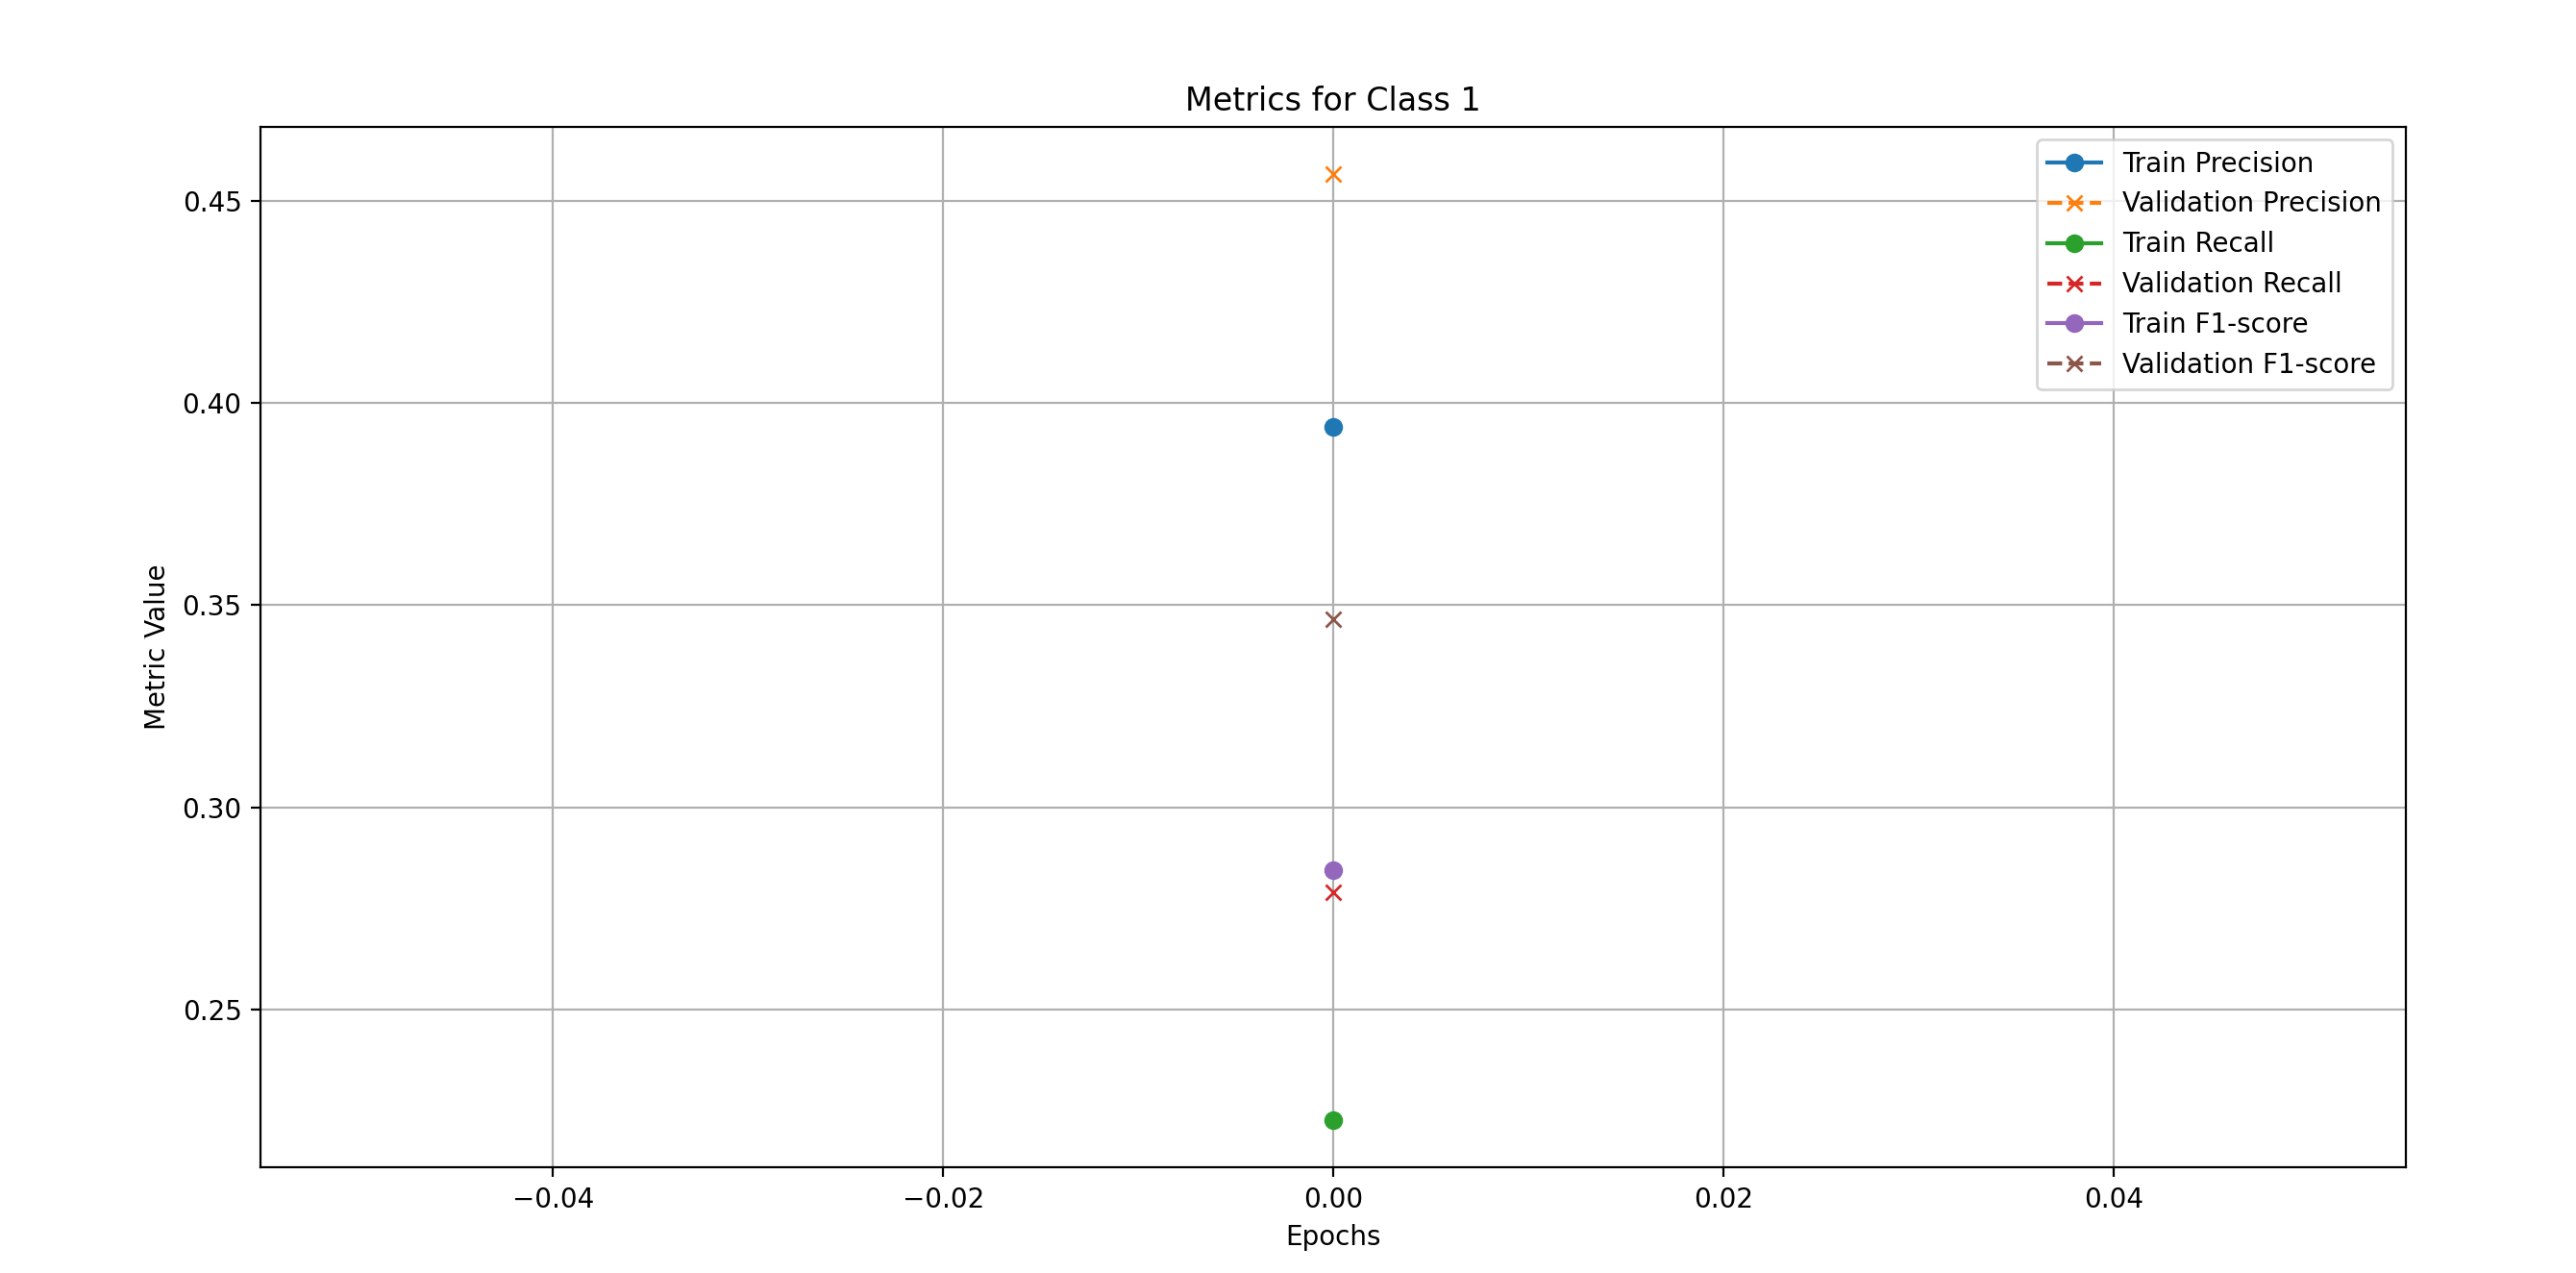 Metrics for Class 1
Train Precision
Validation Precision
Train Recall
Validation Recall
Train F1-score
Validation F1-score
Metric Value
0.45
0.40
0.35
0.30
0.25
−0.04
−0.02
0.00
0.02
0.04
Epochs